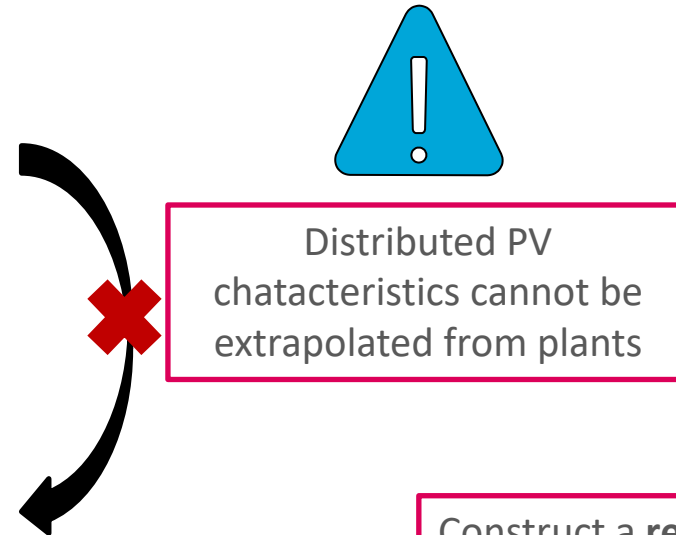 Distributed PV
chatacteristics cannot be
extrapolated from plants
Construct a